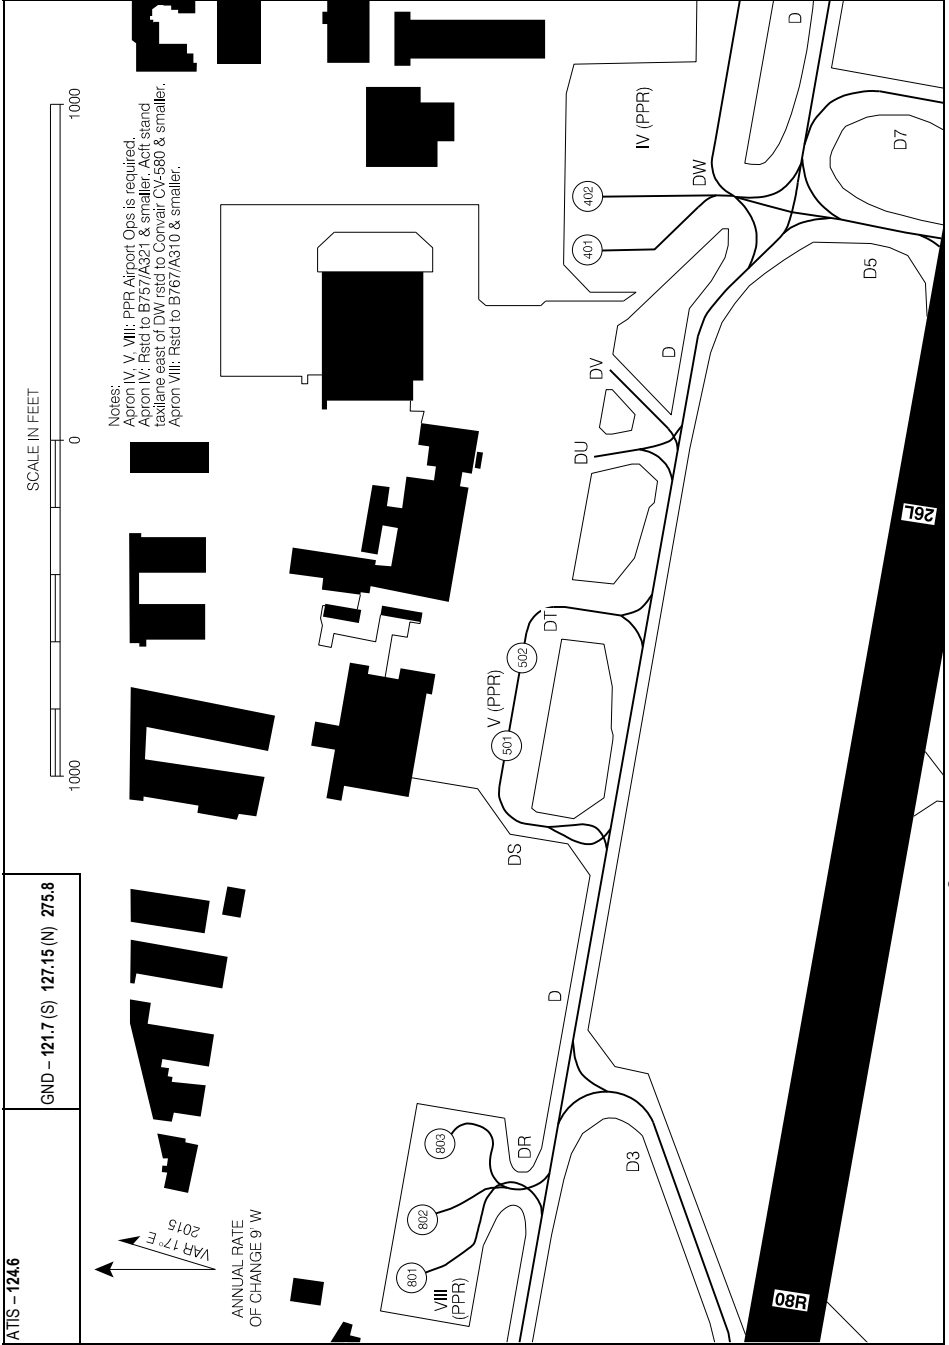 ATIS – 124.6
GND – 121.7 (S) 127.15 (N) 275.8
SCALE IN FEET
1000
0
1000
Notes:
Apron IV, V, VIII: PPR Airport Ops is required.
Apron IV: Rstd to B757/A321 & smaller. Acft stand
taxilane east of DW rstd to Convair CV-580 & smaller.
Apron VIII: Rstd to B767/A310 & smaller.
VAR 17°E
2015
ANNUAL RATE
OF CHANGE 9' W
801
802
803
VIII
(PPR)
DR
D3
D
DS
501
V (PPR)
502
DT
DU
DV
D
401
402
IV (PPR)
DW
D
D5
D7
08R
26L